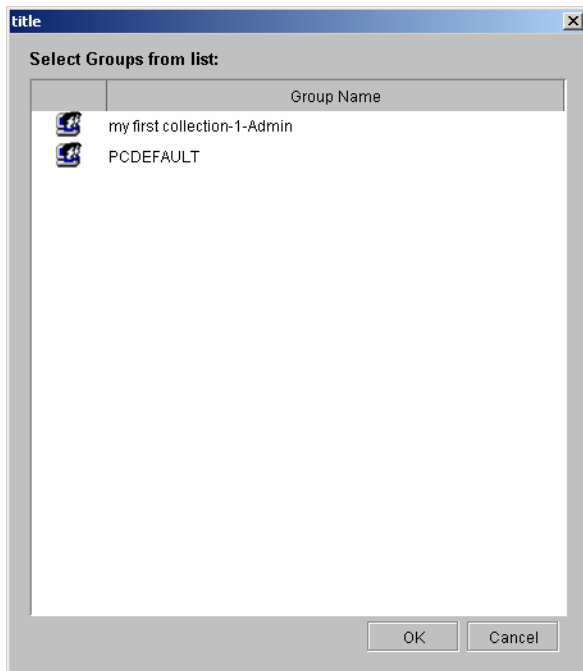 title
Select Groups from list:
Group Name
my first collection-1-Admin
PCDEFAULT
OK Cancel